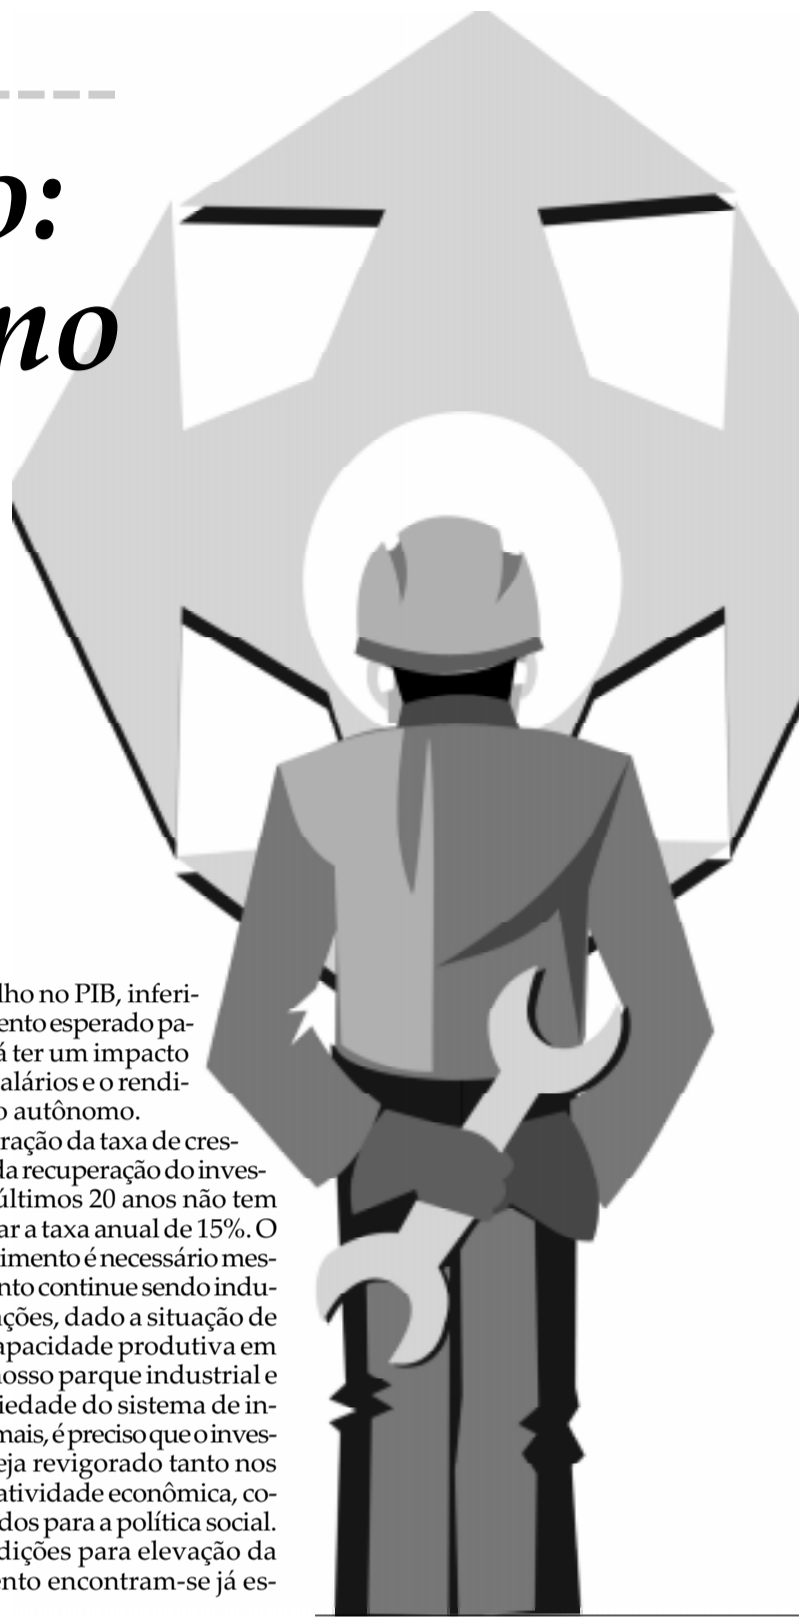 o:
no
lho no PIB, inferi-
ento esperado pa-
á ter um impacto
alários e o rendi-
o autônomo.
ração da taxa de cres-
da recuperação do inves-
últimos 20 anos não tem
ar a taxa anual de 15%. O
imento é necessário mes-
nto continue sendo indu-
ções, dado a situação de
apacidade produtiva em
nosso parque industrial e
iedade do sistema de in-
mais, é preciso que o inves-
eja revigorado tanto nos
atividade econômica, co-
dos para a política social.
dições para elevação da
ento encontram-se já es-